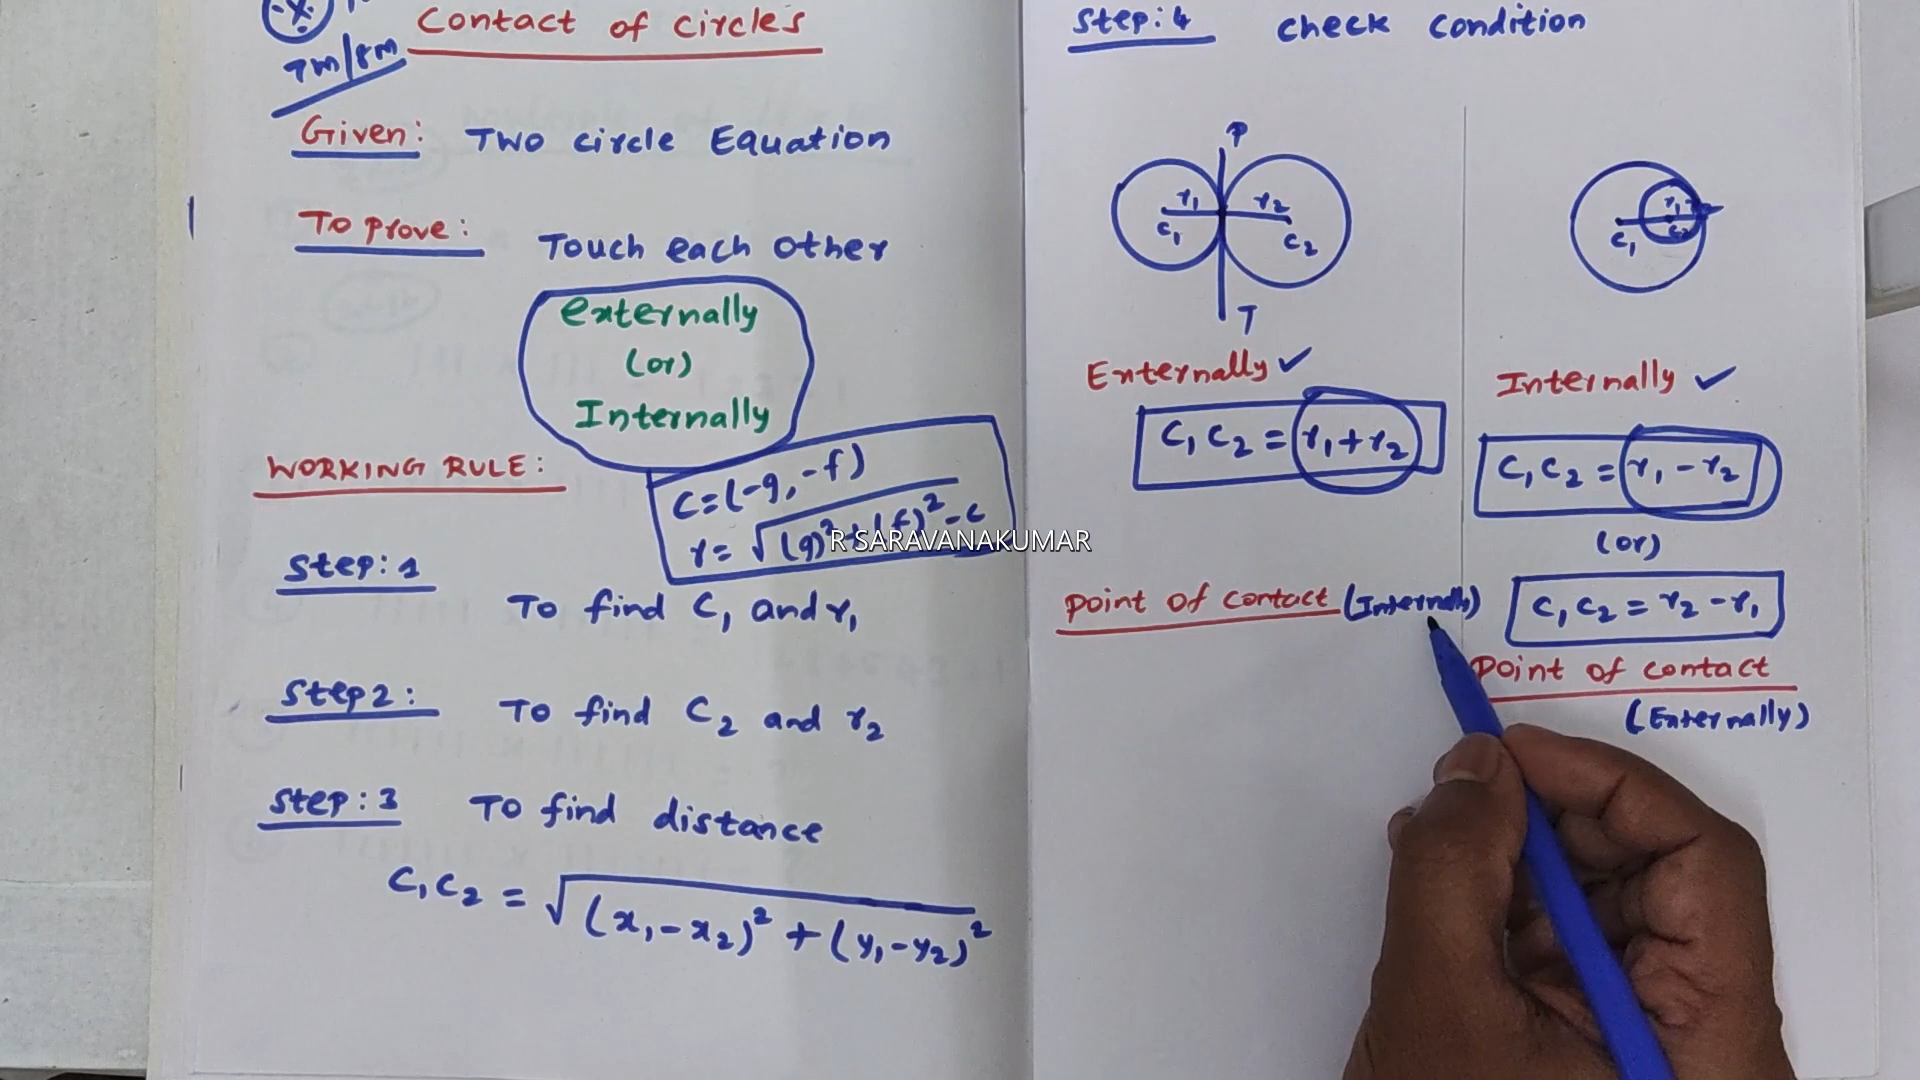 Contact of circles
7m/8m
Given: Two circle Equation
To prove: Touch each other
externally
(or)
Internally
WORKING RULE:
C=(-g,-f)
r=√(g)²+(f)²-c
Step:1
To find C₁ and r₁
Step2: To find C₂ and r₂
Step:3 To find distance
C₁C₂ = √(x₁-x₂)²+(y₁-y₂)²
Step:4 check condition
P
r₁ r₂
C₁ C₂
T
Externally ✓
C₁C₂ = r₁+r₂
Point of contact (Internally)
C₁
C₂
Internally ✓
C₁C₂ = r₁-r₂
(or)
C₁C₂ = r₂-r₁
Point of contact
(Externally)
R SARAVANAKUMAR